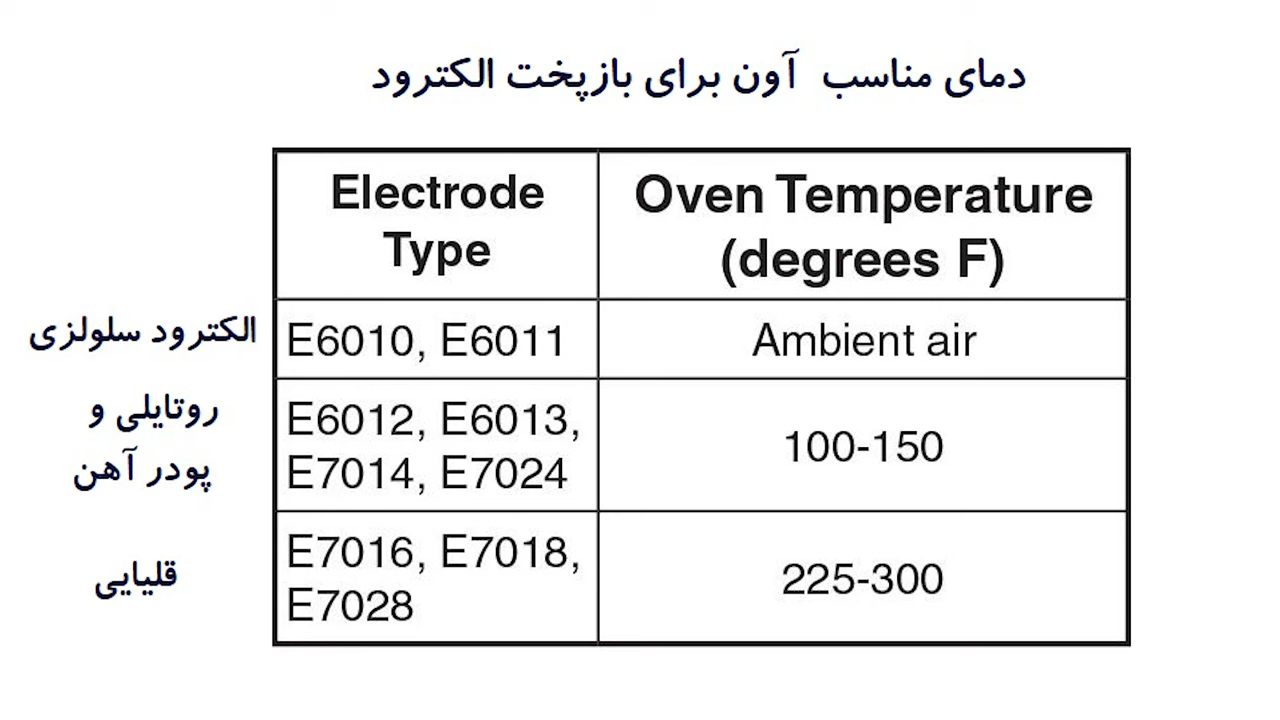 دمای مناسب آون برای بازپخت الکترود
Electrode Type
Oven Temperature
(degrees F)
الکترود سلولزی
E6010, E6011
Ambient air
روتایلی و
پودر آهن
E6012, E6013,
E7014, E7024
100-150
قلیایی
E7016, E7018,
E7028
225-300